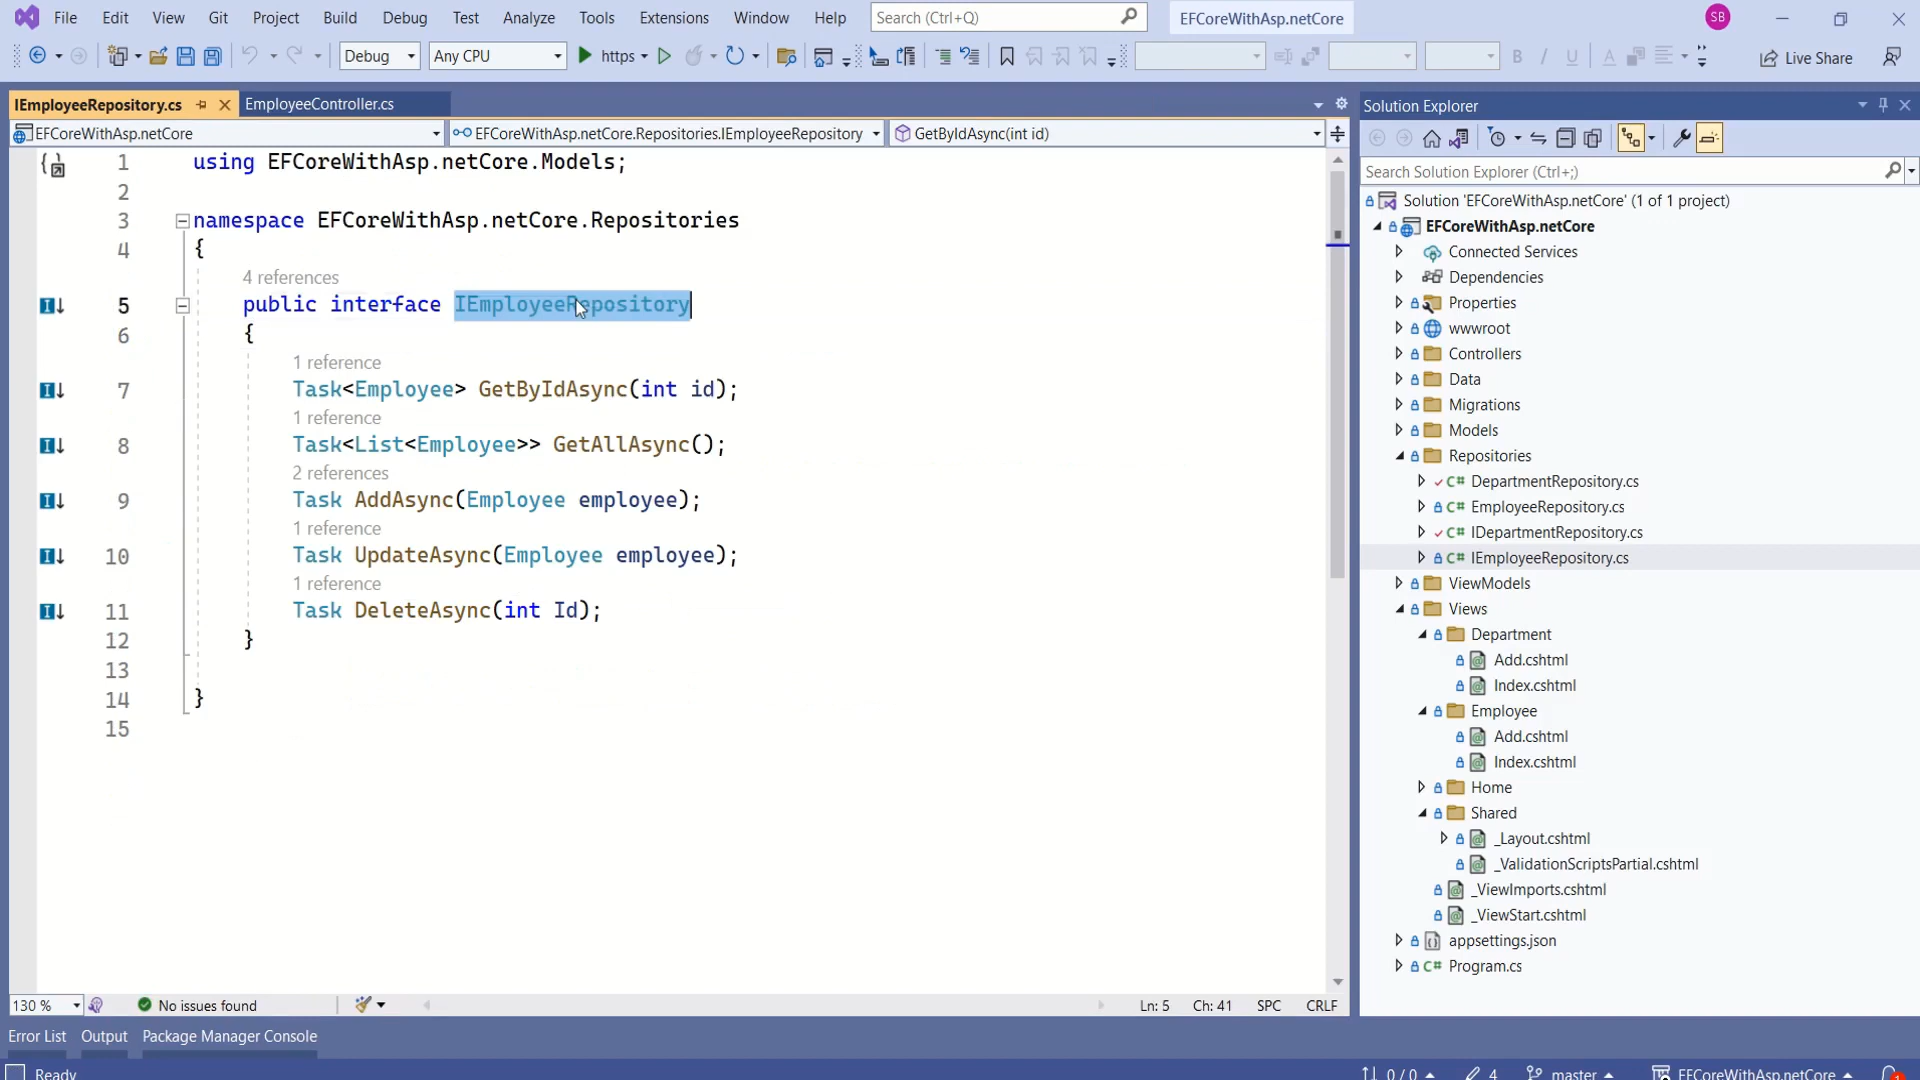 File Edit View Git Project Build Debug Test Analyze Tools Extensions Window Help Search (Ctrl+Q) EFCoreWithAsp.netCore SB
Debug Any CPU https Live Share
IEmployeeRepository.cs EmployeeController.cs
EFCoreWithAsp.netCore EFCoreWithAsp.netCore.Repositories.IEmployeeRepository GetByIdAsync(int id)
1 using EFCoreWithAsp.netCore.Models;
2
3 namespace EFCoreWithAsp.netCore.Repositories
4 {
4 references
5 public interface IEmployeeRepository
6 {
1 reference
7 Task<Employee> GetByIdAsync(int id);
1 reference
8 Task<List<Employee>> GetAllAsync();
2 references
9 Task AddAsync(Employee employee);
1 reference
10 Task UpdateAsync(Employee employee);
1 reference
11 Task DeleteAsync(int Id);
12 }
13
14 }
15
130 % No issues found Ln: 5 Ch: 41 SPC CRLF
Error List Output Package Manager Console
Ready 0 / 0 4 master EFCoreWithAsp.netCore 1
Solution Explorer
Search Solution Explorer (Ctrl+;)
Solution 'EFCoreWithAsp.netCore' (1 of 1 project)
EFCoreWithAsp.netCore
Connected Services
Dependencies
Properties
wwwroot
Controllers
Data
Migrations
Models
Repositories
C# DepartmentRepository.cs
C# EmployeeRepository.cs
C# IDepartmentRepository.cs
C# IEmployeeRepository.cs
ViewModels
Views
Department
Add.cshtml
Index.cshtml
Employee
Add.cshtml
Index.cshtml
Home
Shared
_Layout.cshtml
_ValidationScriptsPartial.cshtml
_ViewImports.cshtml
_ViewStart.cshtml
appsettings.json
C# Program.cs